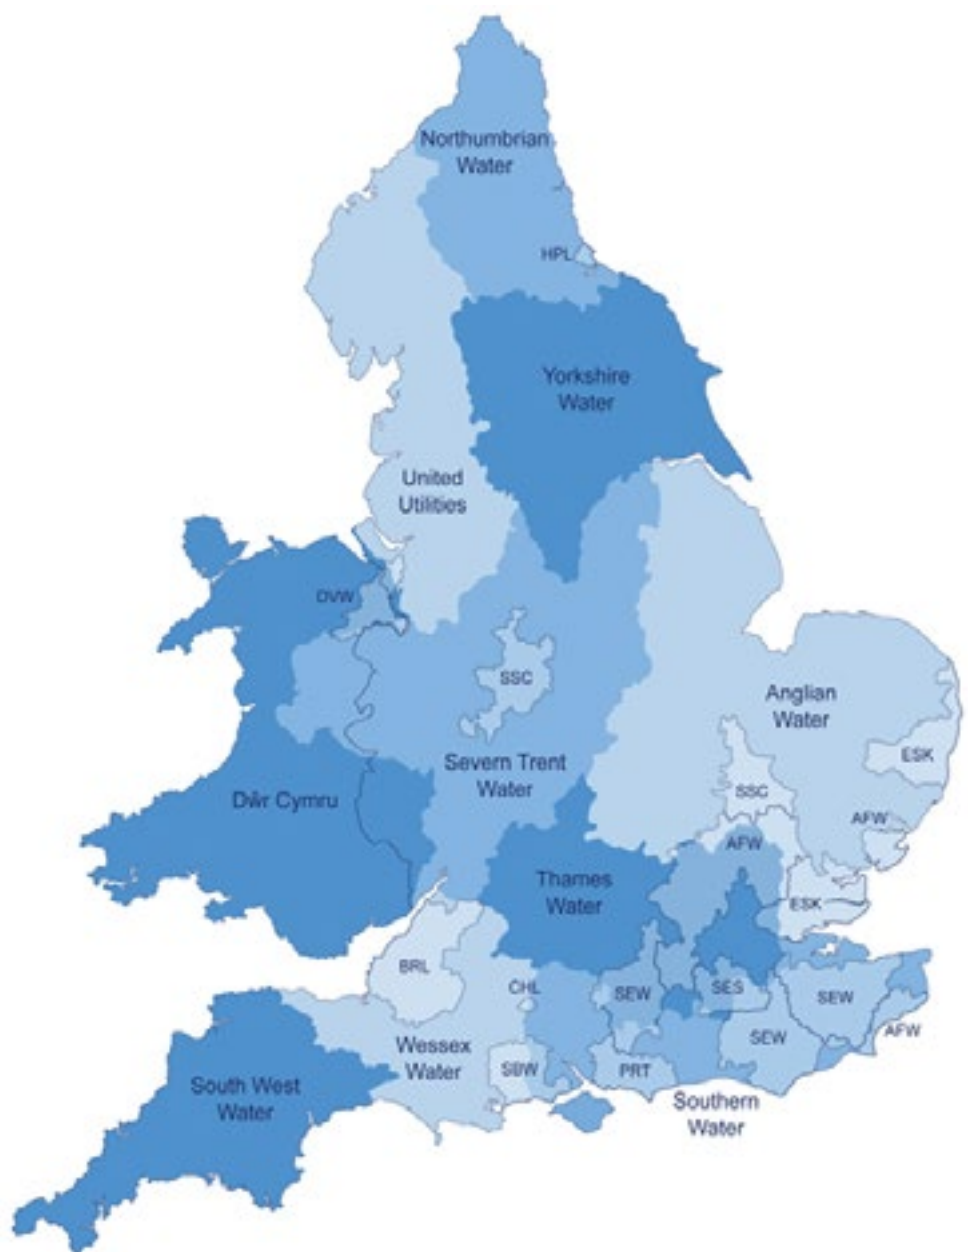 Northumbrian
Water
HPL
Yorkshire
Water
United
Utilities
DVW
SSC
Anglian
Water
ESK
Severn Trent
Water
SSC
Dŵr Cymru
AFW
AFW
Thames
Water
ESK
BRL
CHL
SEW
SES
SEW
AFW
Wessex
Water
SEW
SBW
PRT
South West
Water
Southern
Water